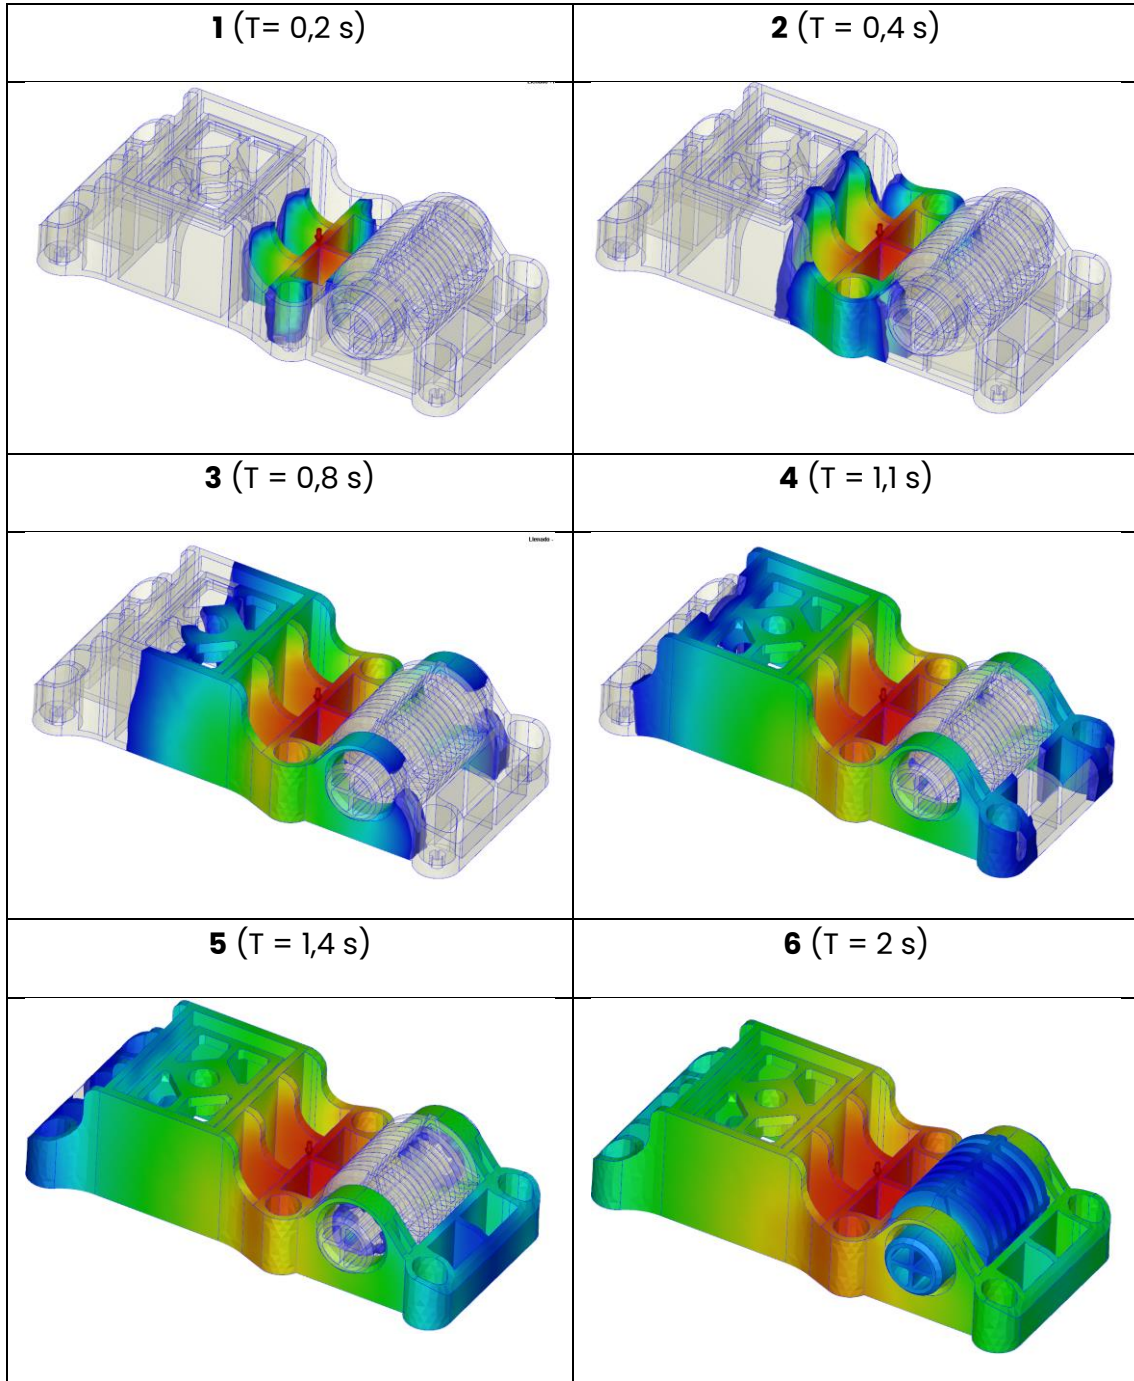 1 (T= 0,2 s)
2 (T = 0,4 s)
3 (T = 0,8 s)
4 (T = 1,1 s)
Llenado -
5 (T = 1,4 s)
6 (T = 2 s)